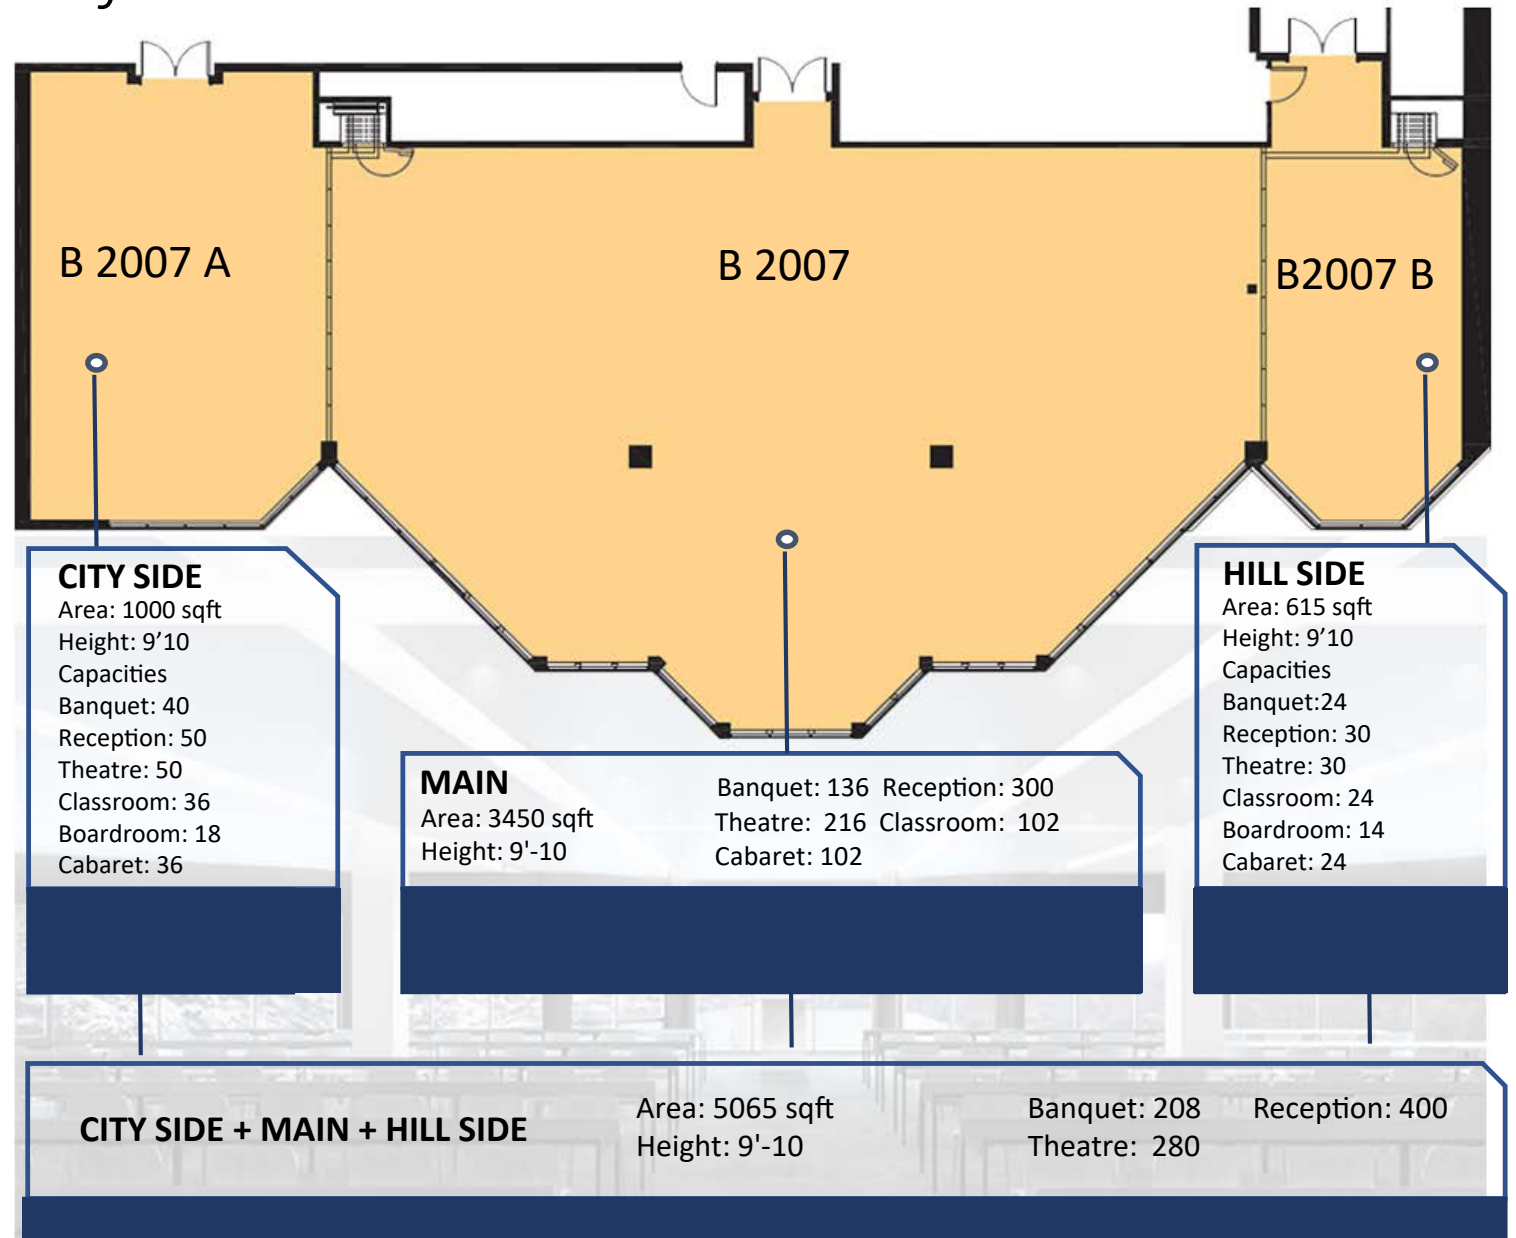 B 2007 A
B 2007
B2007 B
CITY SIDE
Area: 1000 sqft
Height: 9’10
Capacities
Banquet: 40
Reception: 50
Theatre: 50
Classroom: 36
Boardroom: 18
Cabaret: 36
MAIN
Area: 3450 sqft
Height: 9'-10
Banquet: 136 Reception: 300
Theatre: 216 Classroom: 102
Cabaret: 102
HILL SIDE
Area: 615 sqft
Height: 9’10
Capacities
Banquet:24
Reception: 30
Theatre: 30
Classroom: 24
Boardroom: 14
Cabaret: 24
CITY SIDE + MAIN + HILL SIDE
Area: 5065 sqft
Height: 9'-10
Banquet: 208 Reception: 400
Theatre: 280